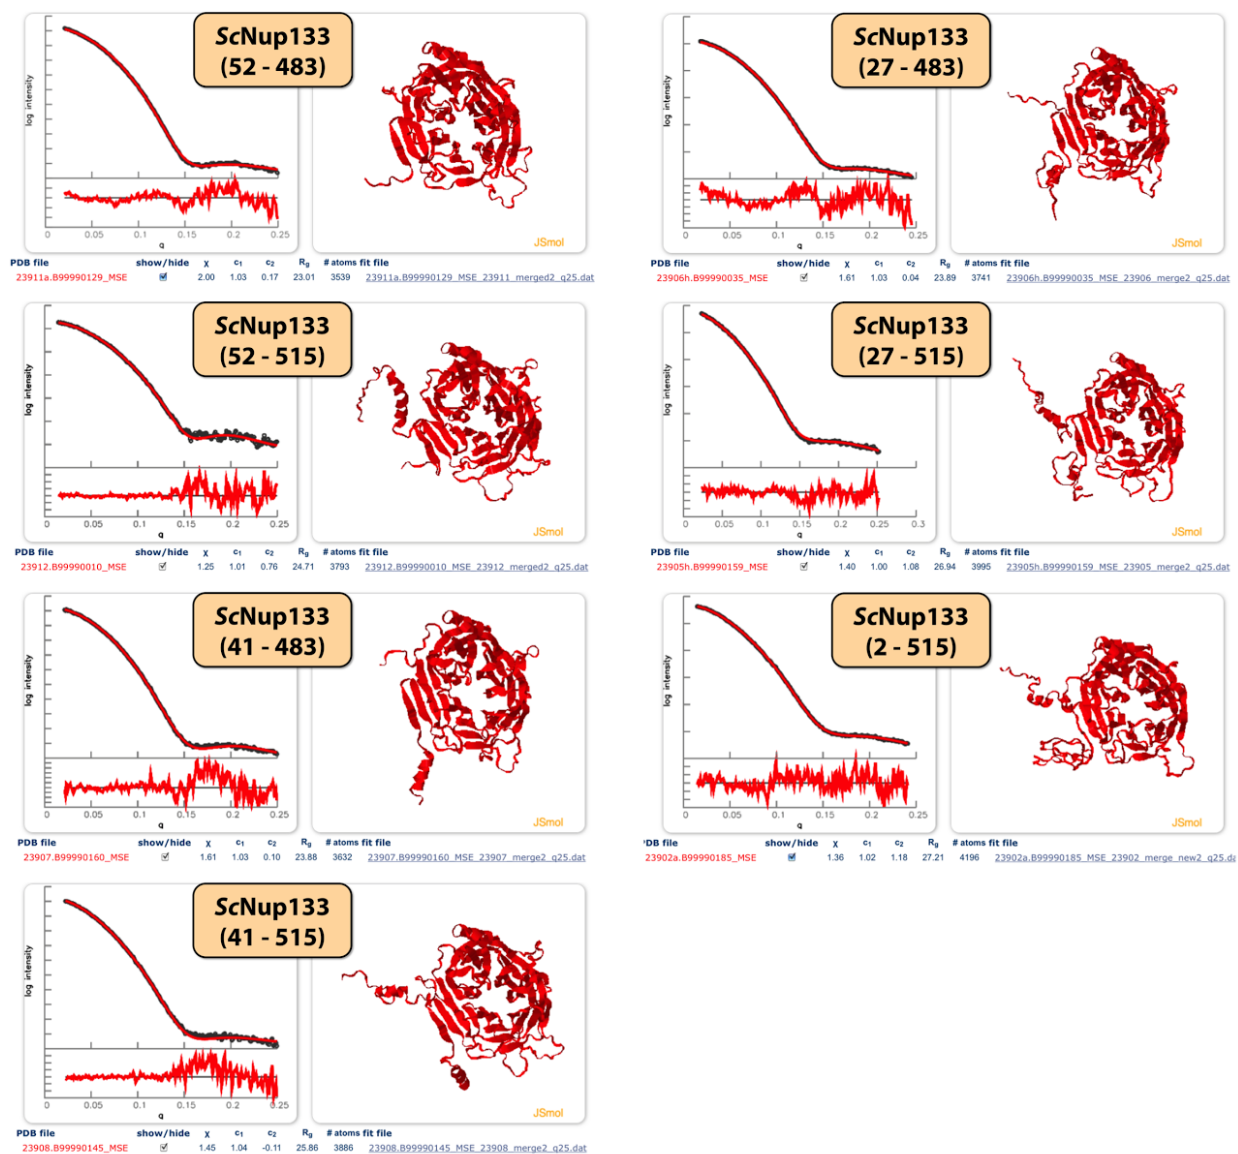 ScNup133
(52 - 483)
log intensity
0 0.05 0.1 0.15 0.2 0.25
q
JSmol
PDB file show/hide χ c1 c2 Rg # atoms fit file
23911a.B99990129_MSE 2.00 1.03 0.17 23.01 3539 23911a.B99990129_MSE_23911_merged2_q25.dat
ScNup133
(27 - 483)
log intensity
0 0.05 0.1 0.15 0.2 0.25
q
JSmol
PDB file show/hide χ c1 c2 Rg # atoms fit file
23906h.B99990035_MSE 1.61 1.03 0.04 23.89 3741 23906h.B99990035_MSE_23906_merge2_q25.dat
ScNup133
(52 - 515)
log intensity
0 0.05 0.1 0.15 0.2 0.25
q
JSmol
PDB file show/hide χ c1 c2 Rg # atoms fit file
23912.B99990010_MSE 1.25 1.01 0.76 24.71 3793 23912.B99990010_MSE_23912_merged2_q25.dat
ScNup133
(27 - 515)
log intensity
0 0.05 0.1 0.15 0.2 0.25 0.3
q
JSmol
PDB file show/hide χ c1 c2 Rg # atoms fit file
23905h.B99990159_MSE 1.40 1.00 1.08 26.94 3995 23905h.B99990159_MSE_23905_merge2_q25.dat
ScNup133
(41 - 483)
log intensity
0 0.05 0.1 0.15 0.2 0.25
q
JSmol
PDB file show/hide χ c1 c2 Rg # atoms fit file
23907.B99990160_MSE 1.61 1.03 0.10 23.88 3632 23907.B99990160_MSE_23907_merge2_q25.dat
ScNup133
(2 - 515)
log intensity
0 0.05 0.1 0.15 0.2 0.25
q
JSmol
'DB file show/hide χ c1 c2 Rg # atoms fit file
23902a.B99990185_MSE 1.36 1.02 1.18 27.21 4196 23902a.B99990185_MSE_23902_merge_new2_q25.da
ScNup133
(41 - 515)
log intensity
0 0.05 0.1 0.15 0.2 0.25
q
JSmol
PDB file show/hide χ c1 c2 Rg # atoms fit file
23908.B99990145_MSE 1.45 1.04 -0.11 25.86 3886 23908.B99990145_MSE_23908_merge2_q25.dat